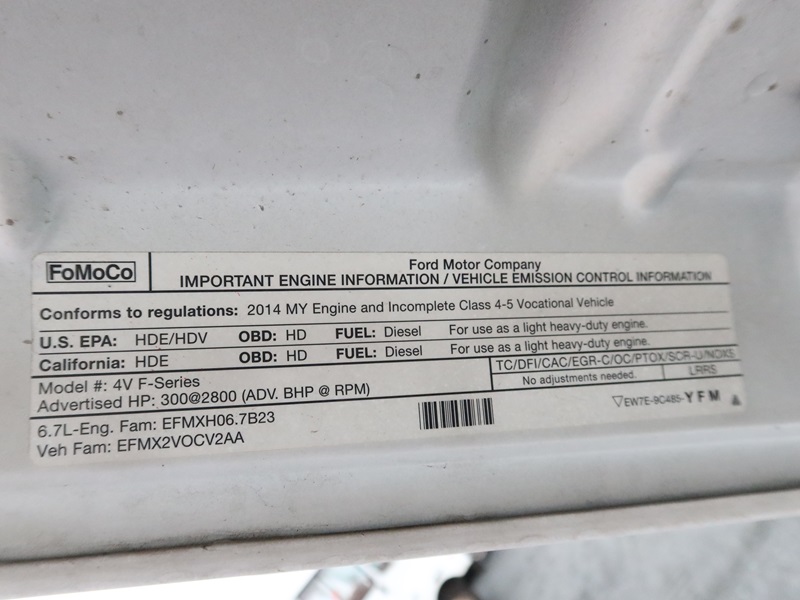 FoMoCo
Ford Motor Company
IMPORTANT ENGINE INFORMATION / VEHICLE EMISSION CONTROL INFORMATION
Conforms to regulations: 2014 MY Engine and Incomplete Class 4-5 Vocational Vehicle
U.S. EPA: HDE/HDV OBD: HD FUEL: Diesel For use as a light heavy-duty engine.
California: HDE OBD: HD FUEL: Diesel For use as a light heavy-duty engine.
Model #: 4V F-Series
TC/DFI/CAC/EGR-C/OC/PTOX/SCR-U/NOXS
Advertised HP: 300@2800 (ADV. BHP @ RPM)
No adjustments needed. LRRS
6.7L-Eng. Fam: EFMXH06.7B23
EW7E-9C485-YFM
Veh Fam: EFMX2VOCV2AA